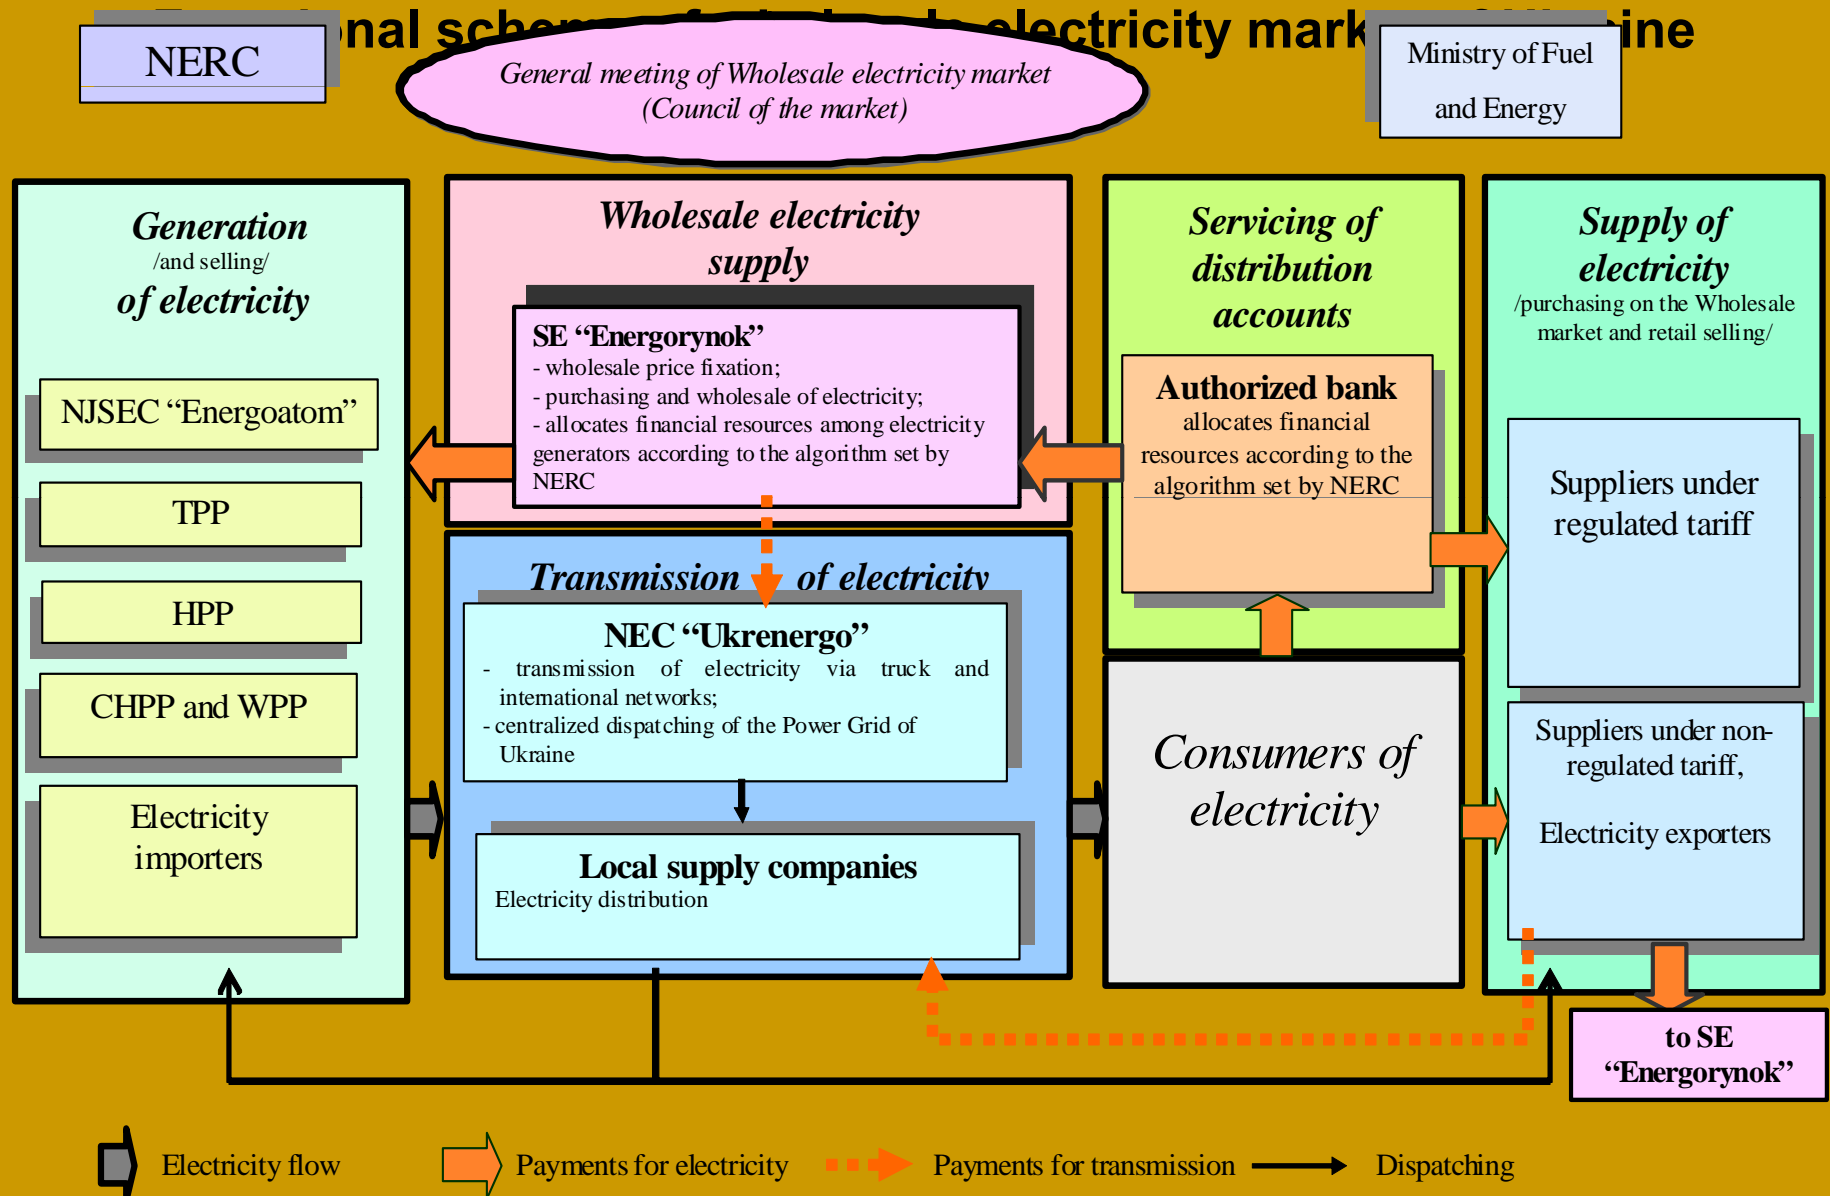 onal sche electricity mark ine
NERC
General meeting of Wholesale electricity market
(Council of the market)
Ministry of Fuel
and Energy
Generation
/and selling/
of electricity
NJSEC “Energoatom”
TPP
HPP
CHPP and WPP
Electricity
importers
Wholesale electricity
supply
SE “Energorynok”
- wholesale price fixation;
- purchasing and wholesale of electricity;
- allocates financial resources among electricity
generators according to the algorithm set by
NERC
Transmission of electricity
NEC “Ukrenergo”
- transmission of electricity via truck and
international networks;
- centralized dispatching of the Power Grid of
Ukraine
Local supply companies
Electricity distribution
Servicing of
distribution
accounts
Authorized bank
allocates financial
resources according to the
algorithm set by NERC
Consumers of
electricity
Supply of
electricity
/purchasing on the Wholesale
market and retail selling/
Suppliers under
regulated tariff
Suppliers under non-
regulated tariff,
Electricity exporters
to SE
“Energorynok”
Electricity flow
Payments for electricity
Payments for transmission
Dispatching